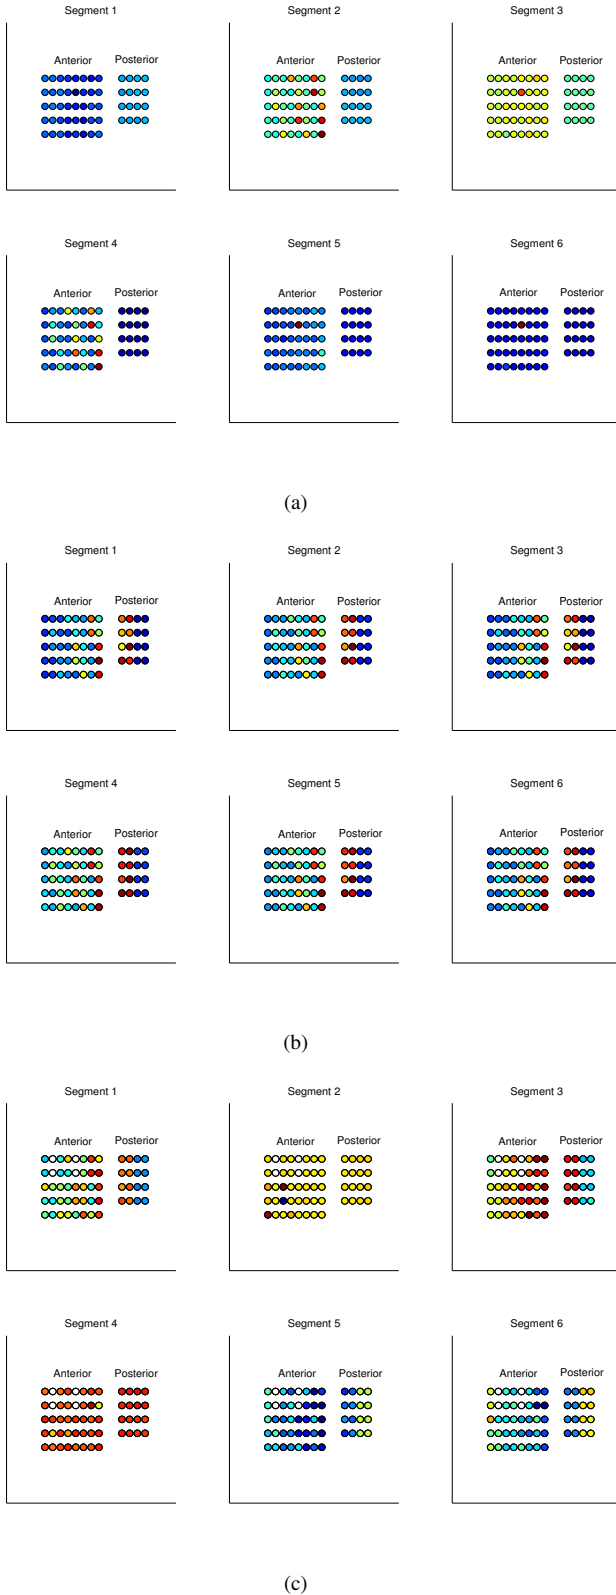 Segment 1
Segment 2
Segment 3
Anterior
Posterior
Anterior
Posterior
Anterior
Posterior
Segment 4
Segment 5
Segment 6
Anterior
Posterior
Anterior
Posterior
Anterior
Posterior
(a)
Segment 1
Segment 2
Segment 3
Anterior
Posterior
Anterior
Posterior
Anterior
Posterior
Segment 4
Segment 5
Segment 6
Anterior
Posterior
Anterior
Posterior
Anterior
Posterior
(b)
Segment 1
Segment 2
Segment 3
Anterior
Posterior
Anterior
Posterior
Anterior
Posterior
Segment 4
Segment 5
Segment 6
Anterior
Posterior
Anterior
Posterior
Anterior
Posterior
(c)